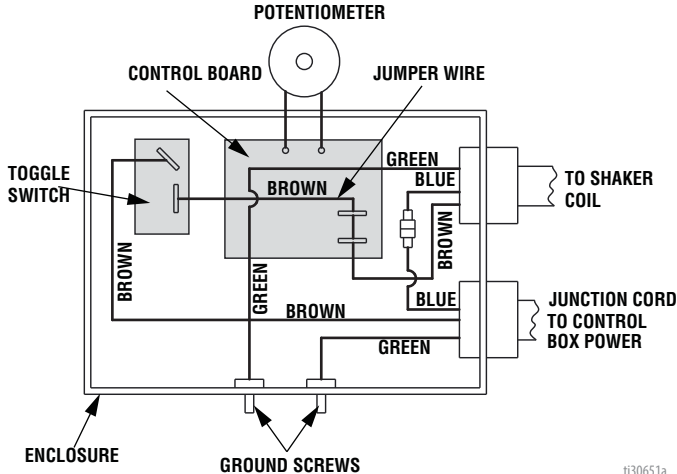 POTENTIOMETER
CONTROL BOARD
JUMPER WIRE
TOGGLE
SWITCH
GREEN
BLUE
BROWN
TO SHAKER
COIL
BROWN
BROWN
GREEN
BLUE
BROWN
GREEN
JUNCTION CORD
TO CONTROL
BOX POWER
ENCLOSURE
GROUND SCREWS
ti30651a